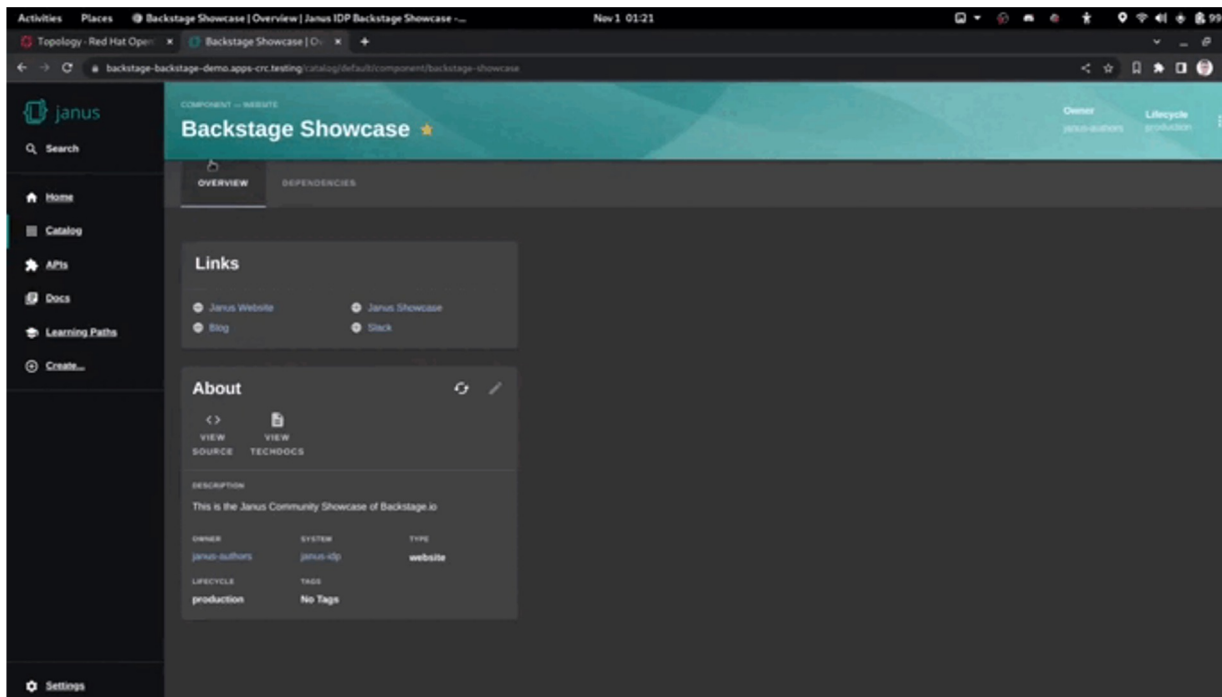 Activities Places Backstage Showcase | Overview | Janus IDP Backstage Showcase -... Nov 1 01:21 99
Topology - Red Hat Open Backstage Showcase | Ov
backstage-backstage-demo.apps-crc.testing/catalog/default/component/backstage-showcase
janus
Search
Home
Catalog
APIs
Docs
Learning Paths
Create...
Settings
COMPONENT — WEBSITE
Backstage Showcase
Owner
janus-authors
Lifecycle
production
OVERVIEW DEPENDENCIES
Links
Janus Website Janus Showcase
Blog Slack
About
VIEW SOURCE
VIEW TECHDOCS
DESCRIPTION
This is the Janus Community Showcase of Backstage.io
OWNER SYSTEM TYPE
janus-authors janus-idp website
LIFECYCLE TAGS
production No Tags